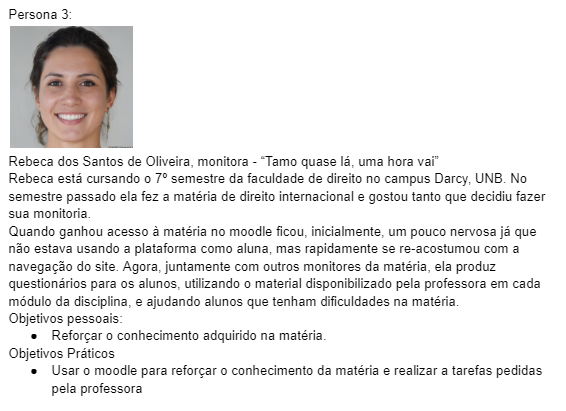 Persona 3:
Rebeca dos Santos de Oliveira, monitora - “Tamo quase lá, uma hora vai”
Rebeca está cursando o 7º semestre da faculdade de direito no campus Darcy, UNB. No
semestre passado ela fez a matéria de direito internacional e gostou tanto que decidiu fazer
sua monitoria.
Quando ganhou acesso à matéria no moodle ficou, inicialmente, um pouco nervosa já que
não estava usando a plataforma como aluna, mas rapidamente se re-acostumou com a
navegação do site. Agora, juntamente com outros monitores da matéria, ela produz
questionários para os alunos, utilizando o material disponibilizado pela professora em cada
módulo da disciplina, e ajudando alunos que tenham dificuldades na matéria.
Objetivos pessoais:
● Reforçar o conhecimento adquirido na matéria.
Objetivos Práticos
● Usar o moodle para reforçar o conhecimento da matéria e realizar a tarefas pedidas
pela professora